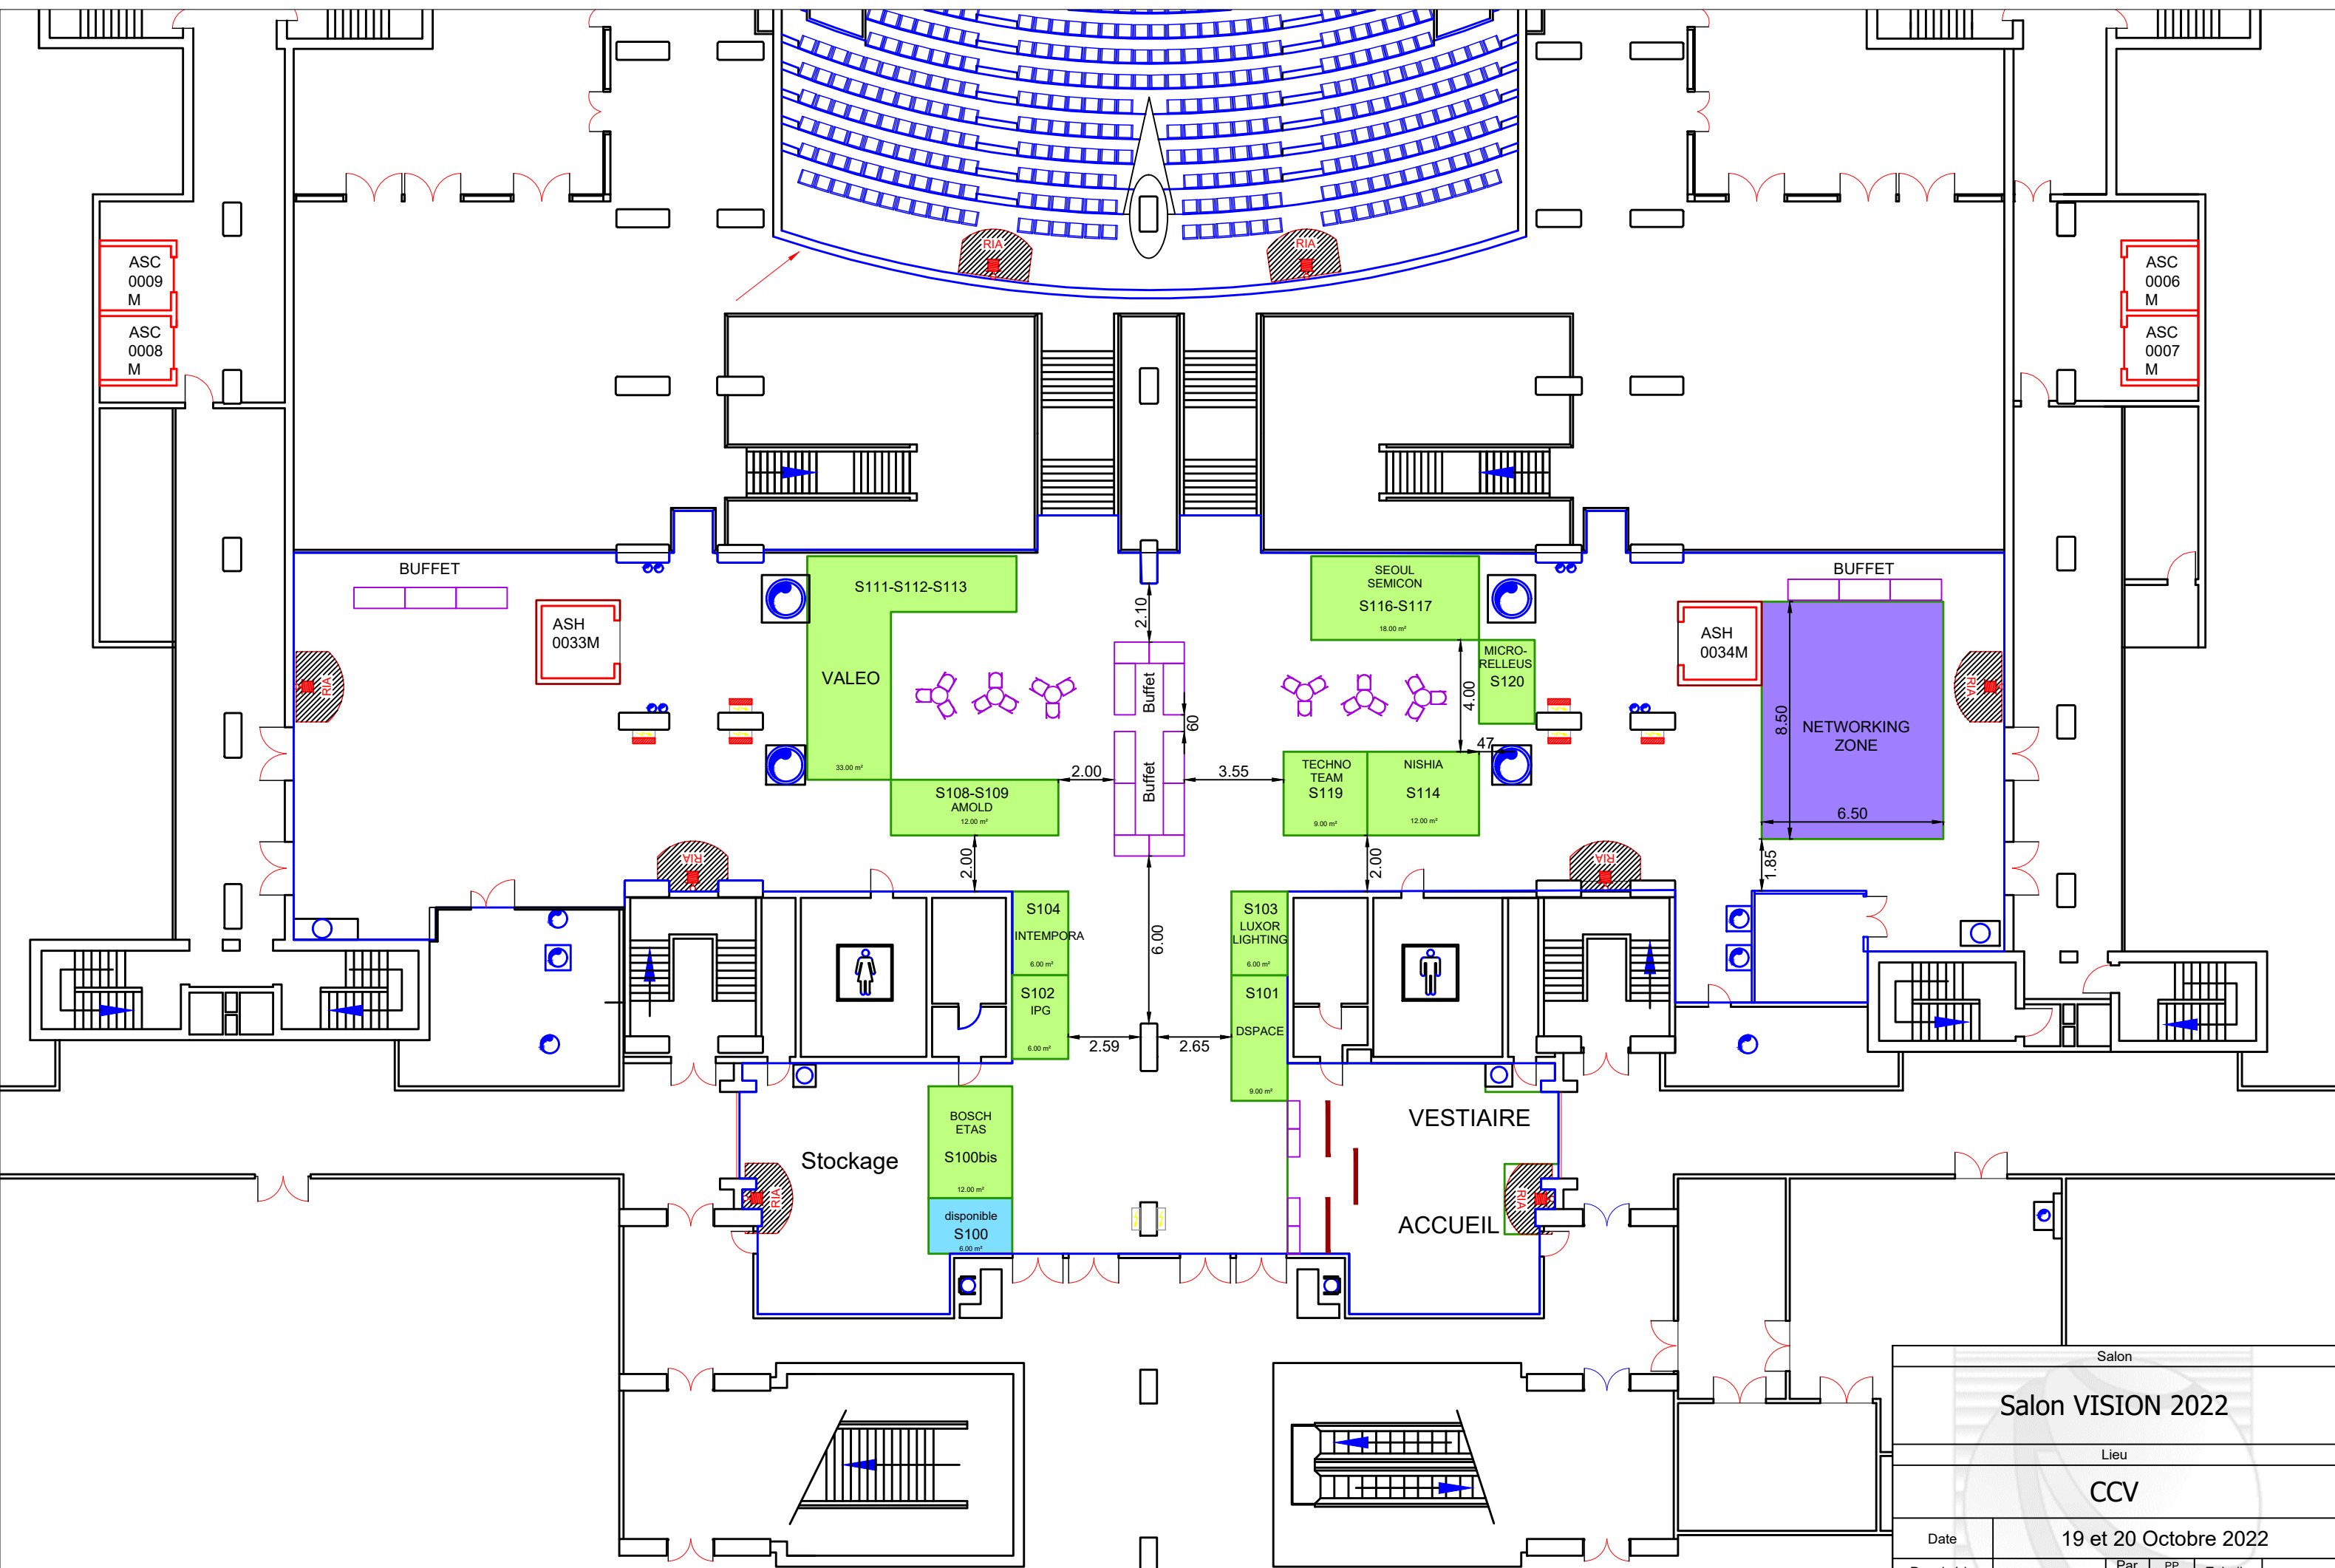 RIA
RIA
ASC
0009
M
ASC
0008
M
ASC
0006
M
ASC
0007
M
BUFFET
S111-S112-S113
SEOUL
SEMICON
S116-S117
18.00 m²
BUFFET
2.10
ASH
0033M
ASH
0034M
MICRO-
RELLEUS
S120
VALEO
33.00 m²
Buffet
60
Buffet
4.00
47
RIA
RIA
8.50
NETWORKING
ZONE
6.50
2.00
3.55
S108-S109
AMOLD
12.00 m²
TECHNO
TEAM
S119
9.00 m²
NISHIA
S114
12.00 m²
RIA
2.00
2.00
RIA
1.85
S104
INTEMPORA
6.00 m²
6.00
S103
LUXOR
LIGHTING
6.00 m²
S102
IPG
6.00 m²
2.59
2.65
S101
DSPACE
9.00 m²
BOSCH
ETAS
S100bis
12.00 m²
VESTIAIRE
Stockage
RIA
RIA
disponible
S100
6.00 m²
ACCUEIL
Salon
Salon VISION 2022
Lieu
CCV
Date
19 et 20 Octobre 2022
Par
PP